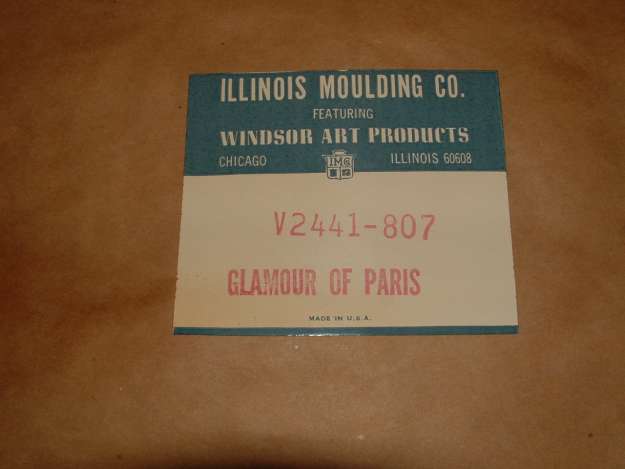 ILLINOIS MOULDING CO.
FEATURING
WINDSOR ART PRODUCTS
CHICAGO IMC ILLINOIS 60608
V2441-807
GLAMOUR OF PARIS
MADE IN U.S.A.